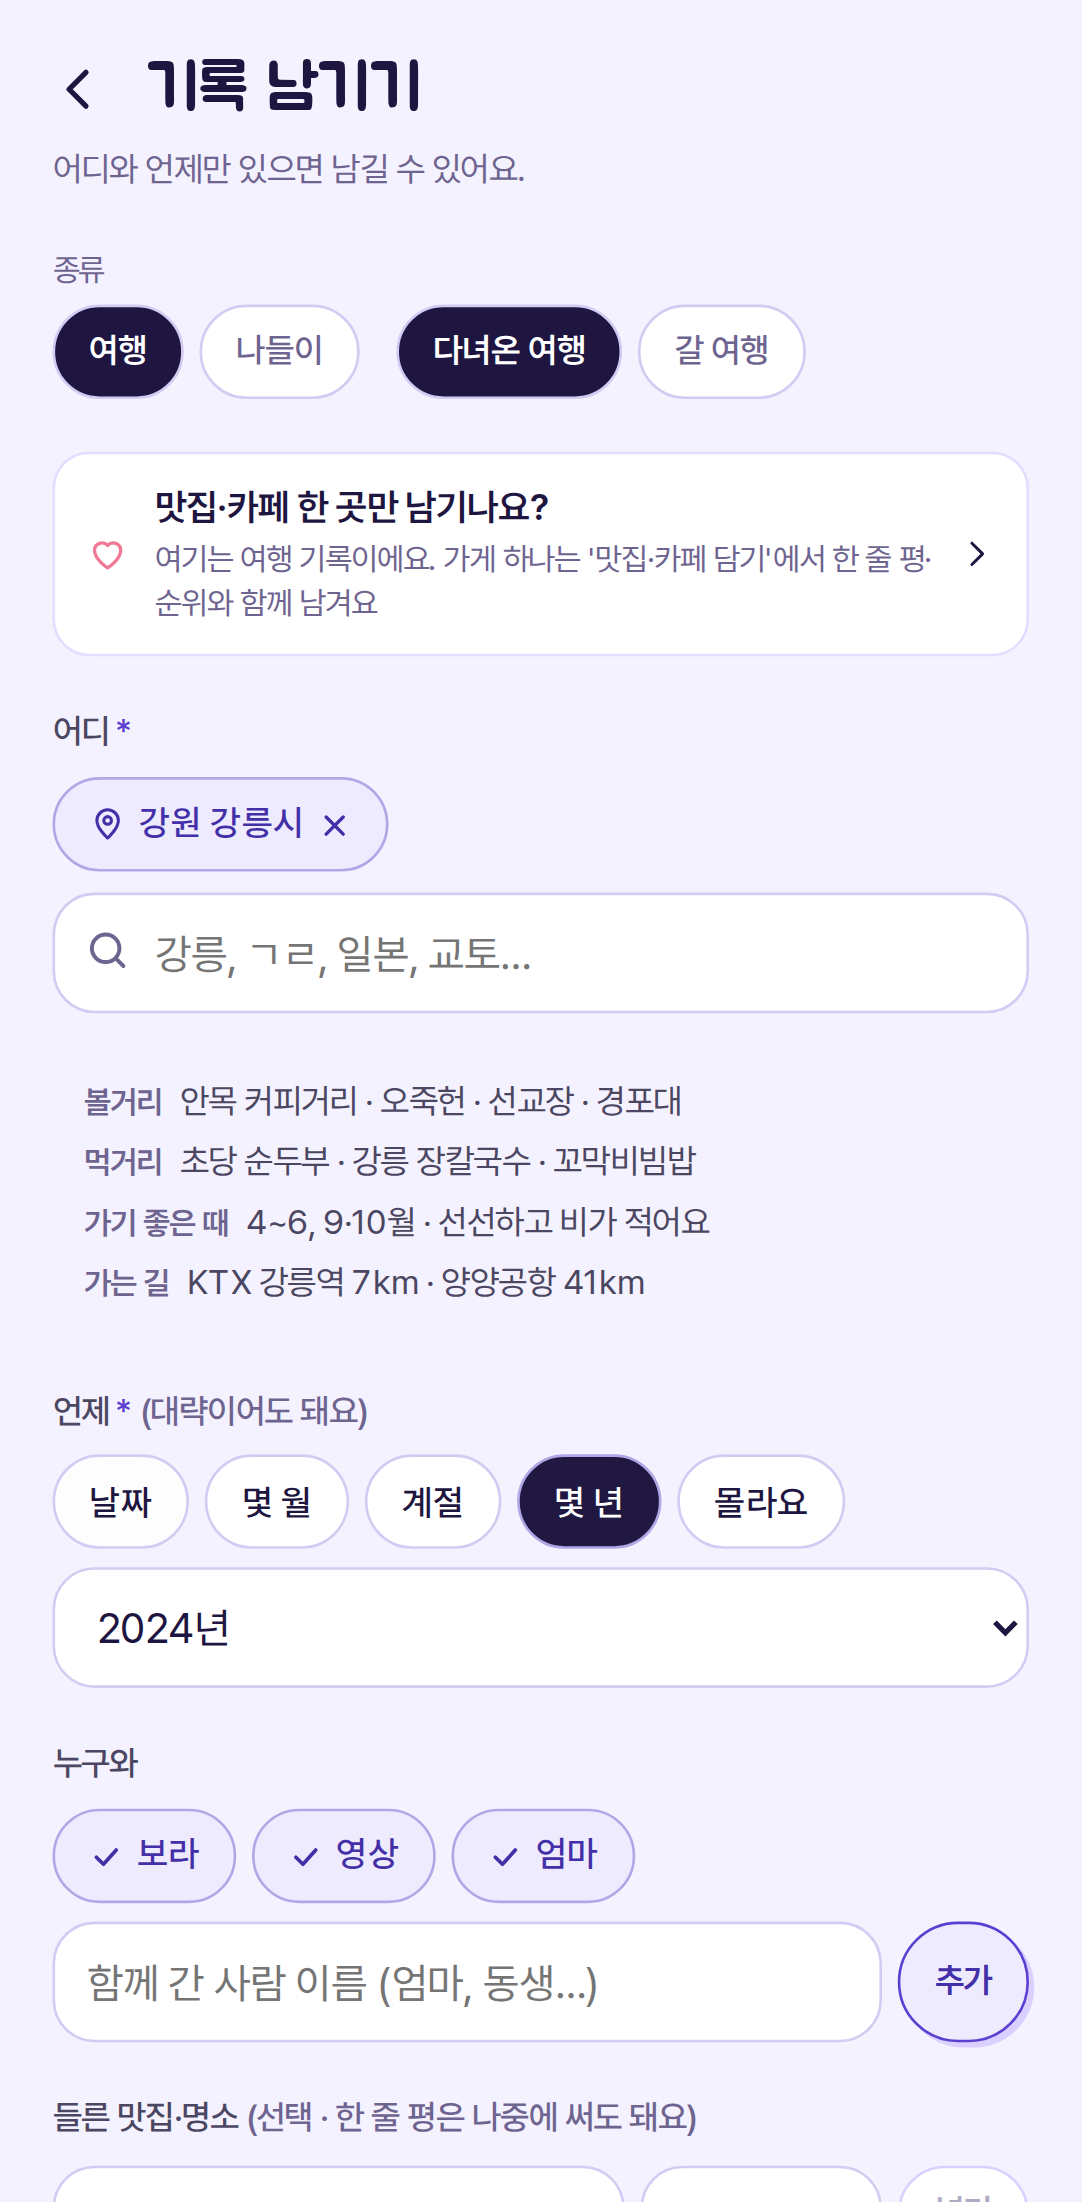 기록 남기기
어디와 언제만 있으면 남길 수 있어요.
종류
여행 나들이 다녀온 여행 갈 여행
맛집·카페 한 곳만 남기나요?
여기는 여행 기록이에요. 가게 하나는 '맛집·카페 담기'에서 한 줄 평·
순위와 함께 남겨요
어디 *
강원 강릉시
강릉, ㄱㄹ, 일본, 교토...
볼거리 안목 커피거리 · 오죽헌 · 선교장 · 경포대
먹거리 초당 순두부 · 강릉 장칼국수 · 꼬막비빔밥
가기 좋은 때 4~6, 9·10월 · 선선하고 비가 적어요
가는 길 KTX 강릉역 7km · 양양공항 41km
언제 * (대략이어도 돼요)
날짜 몇 월 계절 몇 년 몰라요
2024년
누구와
보라 영상 엄마
함께 간 사람 이름 (엄마, 동생...) 추가
들른 맛집·명소 (선택 · 한 줄 평은 나중에 써도 돼요)